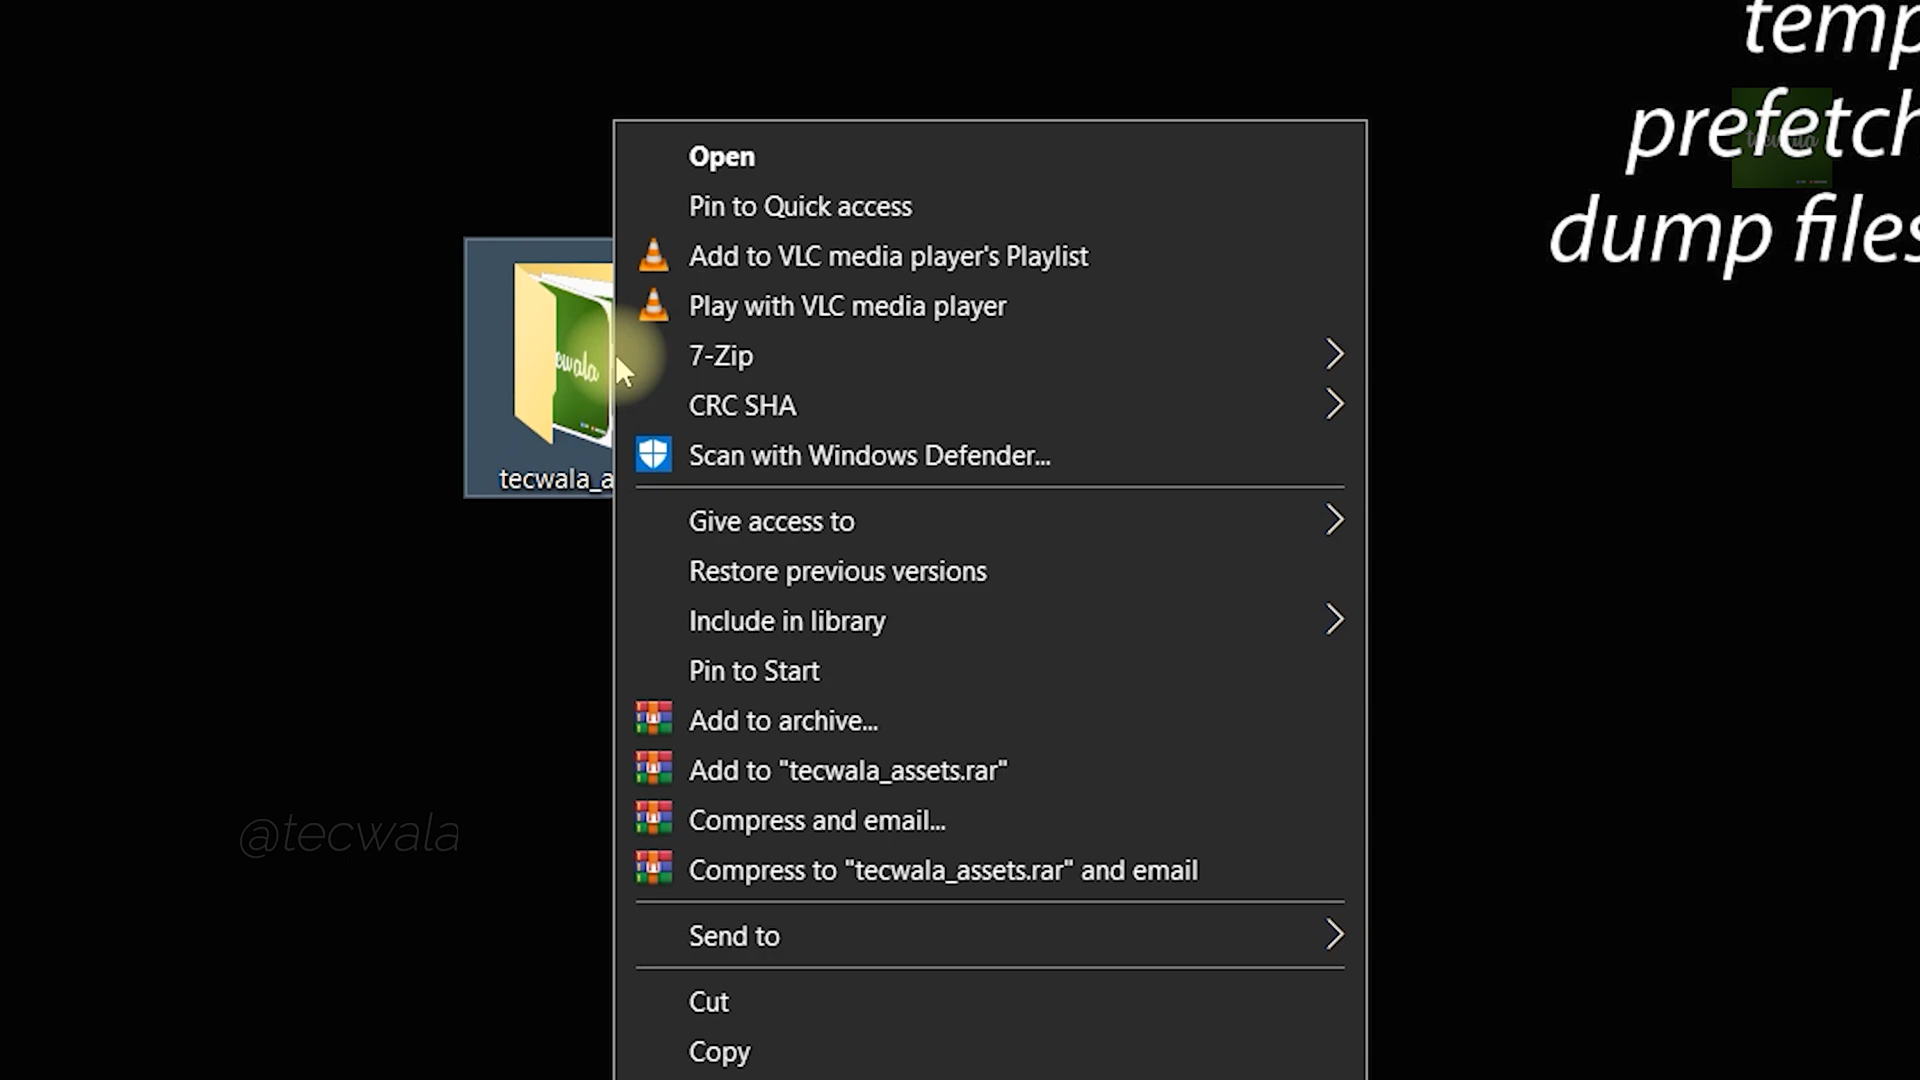 temp
prefetch
dump files
Open
Pin to Quick access
Add to VLC media player's Playlist
Play with VLC media player
7-Zip
CRC SHA
Scan with Windows Defender...
Give access to
Restore previous versions
Include in library
Pin to Start
Add to archive...
Add to "tecwala_assets.rar"
Compress and email...
Compress to "tecwala_assets.rar" and email
Send to
Cut
Copy
ecwala
tecwala_a
@tecwala